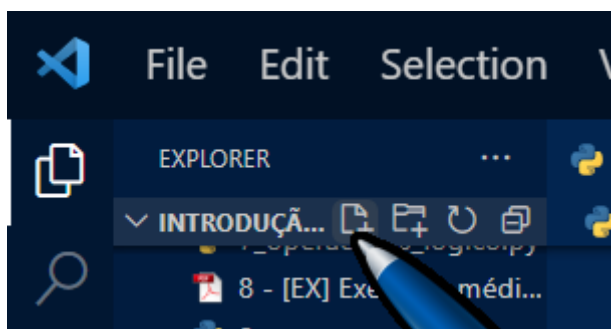 File Edit Selection
EXPLORER ...
INTRODUÇÃ...
8 - [EX] Exe médi...